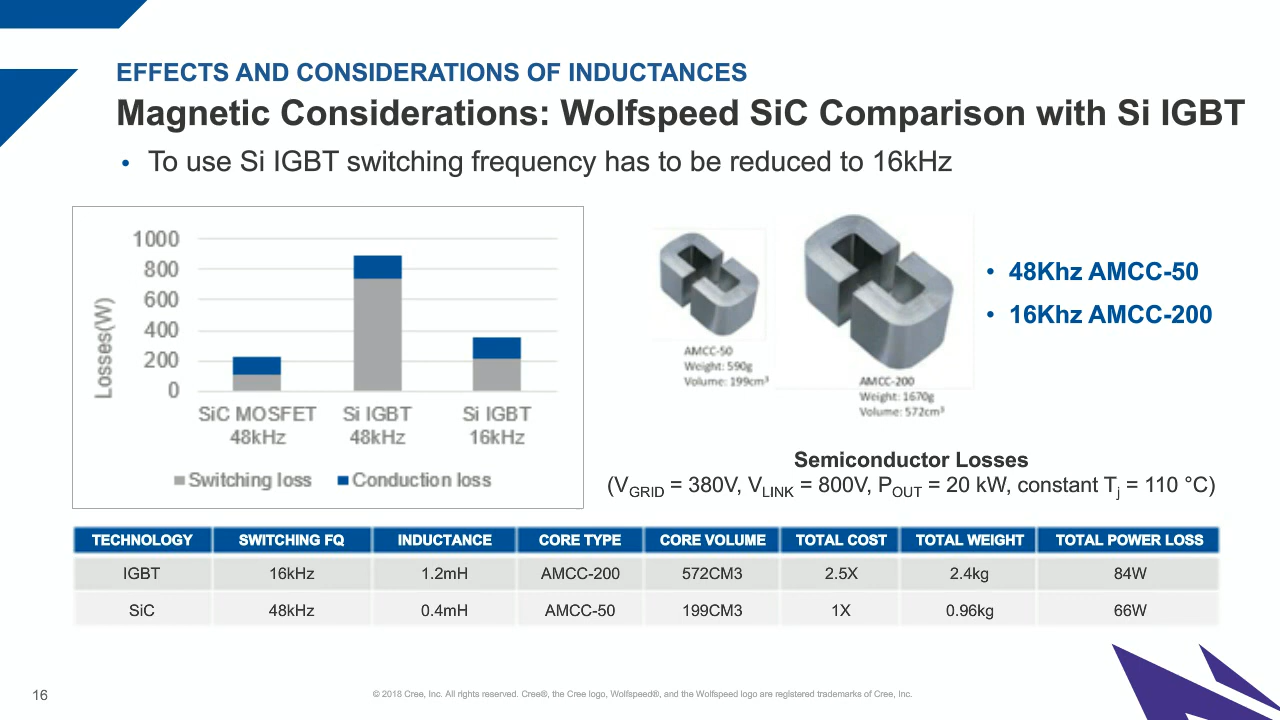 EFFECTS AND CONSIDERATIONS OF INDUCTANCES
Magnetic Considerations: Wolfspeed SiC Comparison with Si IGBT
• To use Si IGBT switching frequency has to be reduced to 16kHz
1000
800
600
400
200
0
Losses(W)
SiC MOSFET 48kHz
Si IGBT 48kHz
Si IGBT 16kHz
Switching loss
Conduction loss
AMCC-50
Weight: 590g
Volume: 199cm³
AMCC-200
Weight: 1670g
Volume: 572cm³
• 48Khz AMCC-50
• 16Khz AMCC-200
Semiconductor Losses
(VGRID = 380V, VLINK = 800V, POUT = 20 kW, constant Tj = 110 °C)
TECHNOLOGY SWITCHING FQ INDUCTANCE CORE TYPE CORE VOLUME TOTAL COST TOTAL WEIGHT TOTAL POWER LOSS
IGBT 16kHz 1.2mH AMCC-200 572CM3 2.5X 2.4kg 84W
SiC 48kHz 0.4mH AMCC-50 199CM3 1X 0.96kg 66W
16
© 2018 Cree, Inc. All rights reserved. Cree®, the Cree logo, Wolfspeed®, and the Wolfspeed logo are registered trademarks of Cree, Inc.